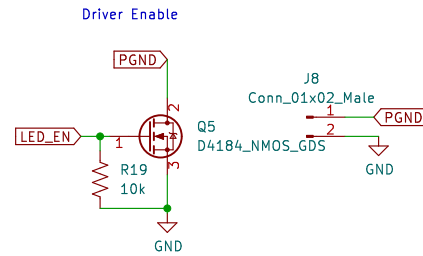 Driver Enable
PGND
J8
Conn_01x02_Male
2
Q5
1
PGND
LED_EN
1
D4184_NMOS_GDS
2
3
R19
10k
GND
GND